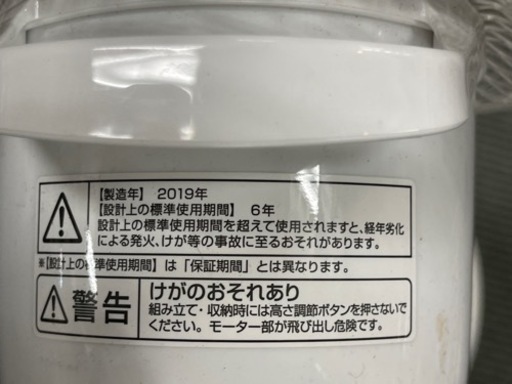 【製造年】 2019年
【設計上の標準使用期間】 6年
設計上の標準使用期間を超えて使用されますと、経年劣化
による発火、けが等の事故に至るおそれがあります。
※【設計上の標準使用期間】は「保証期間」とは異なります。
警告
けがのおそれあり
組み立て・収納時には高さ調節ボタンを押さないで
ください。モーター部が飛び出し危険です。